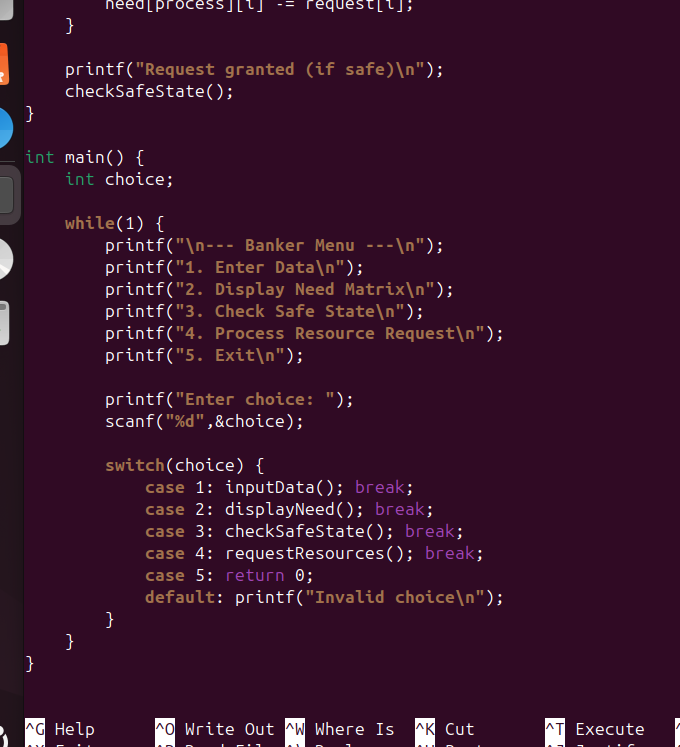 need[process][i] -= request[i];
    }

    printf("Request granted (if safe)\n");
    checkSafeState();
}

int main() {
    int choice;

    while(1) {
        printf("\n--- Banker Menu ---\n");
        printf("1. Enter Data\n");
        printf("2. Display Need Matrix\n");
        printf("3. Check Safe State\n");
        printf("4. Process Resource Request\n");
        printf("5. Exit\n");

        printf("Enter choice: ");
        scanf("%d",&choice);

        switch(choice) {
            case 1: inputData(); break;
            case 2: displayNeed(); break;
            case 3: checkSafeState(); break;
            case 4: requestResources(); break;
            case 5: return 0;
            default: printf("Invalid choice\n");
        }
    }
}

^G Help ^O Write Out ^W Where Is ^K Cut ^T Execute